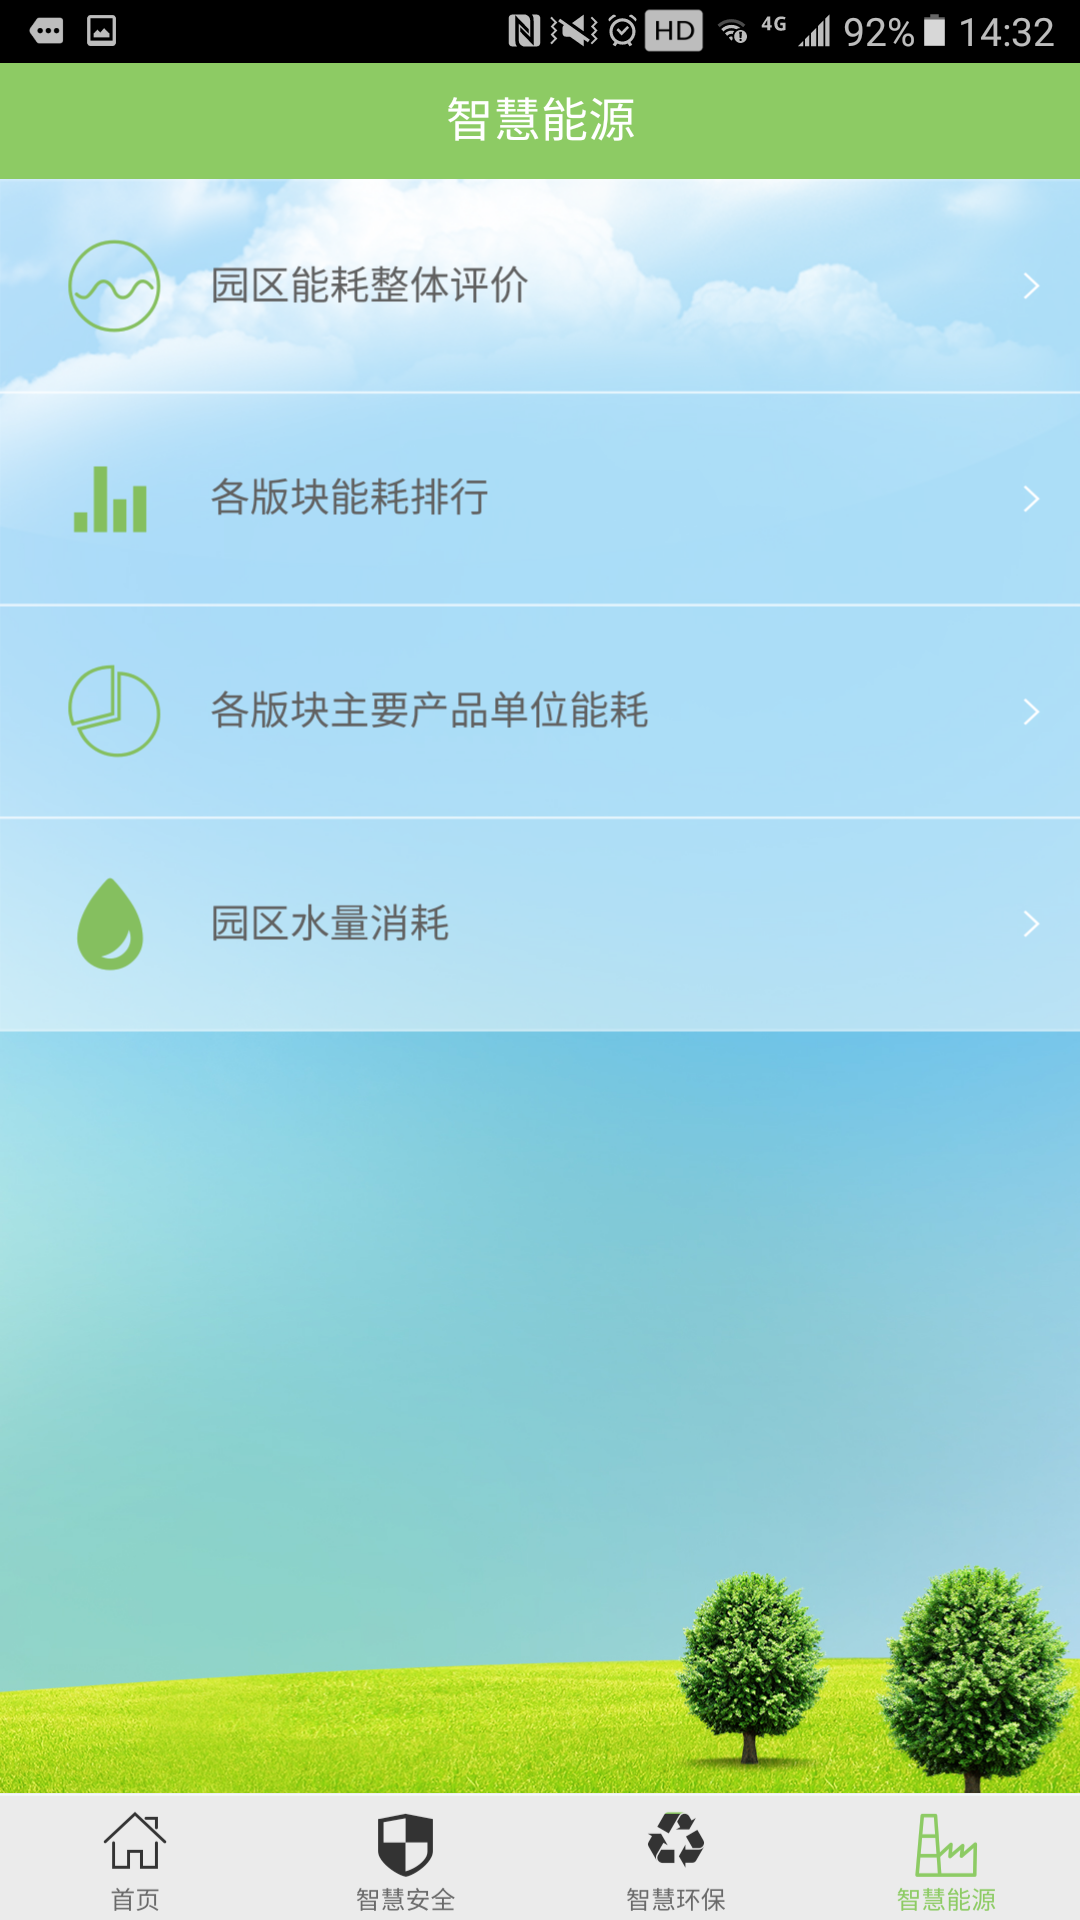 HD 4G 92% 14:32
智慧能源
园区能耗整体评价
各版块能耗排行
各版块主要产品单位能耗
园区水量消耗
首页 智慧安全 智慧环保 智慧能源